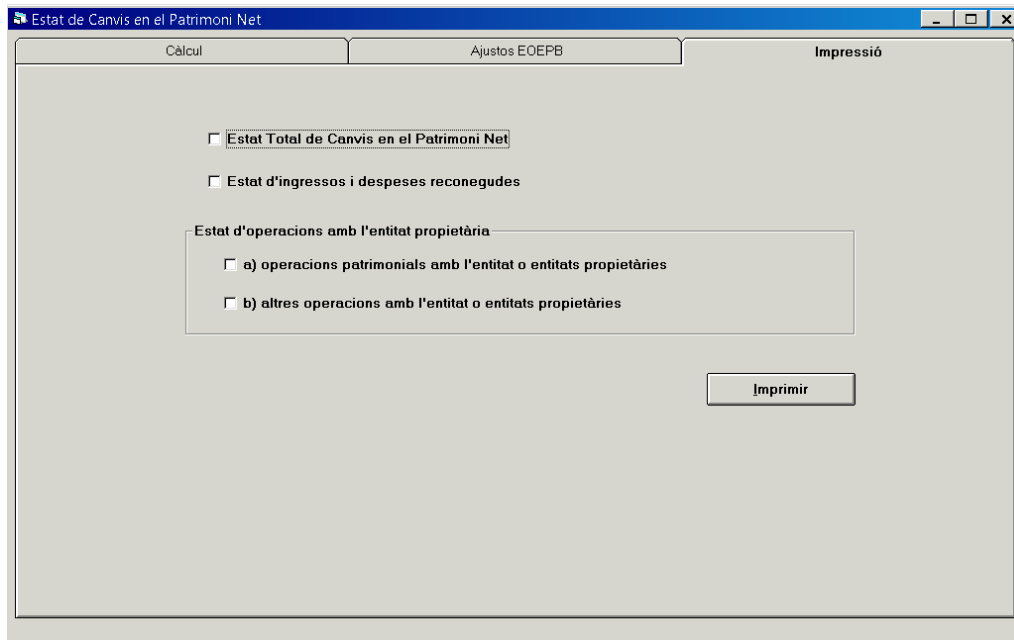 Estat de Canvis en el Patrimoni Net
Càlcul
Ajustos EOEPB
Impressió
Estat Total de Canvis en el Patrimoni Net
Estat d'ingressos i despeses reconegudes
Estat d'operacions amb l'entitat propietària
a) operacions patrimonials amb l'entitat o entitats propietàries
b) altres operacions amb l'entitat o entitats propietàries
Imprimir